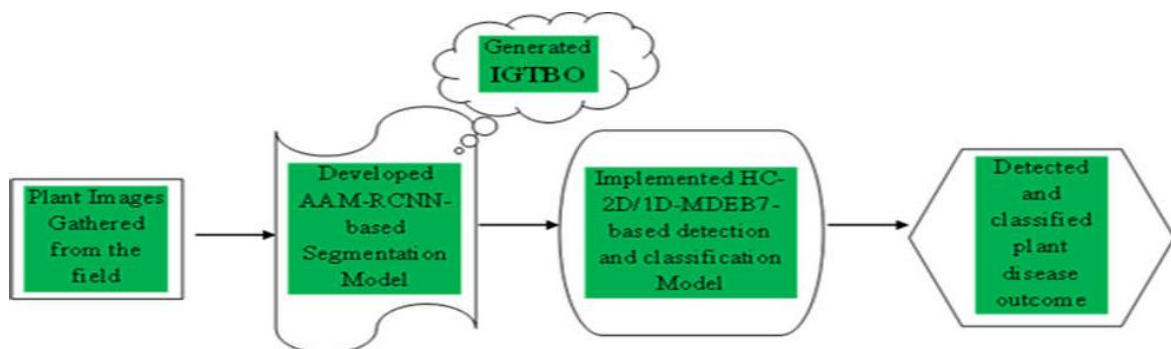 Generated
IGTBO
Plant Images
Gathered
from the
field
Developed
AAM-RCNN-
based
Segmentation
Model
Implemented HC-
2D/1D-MDEB7-
based detection
and classification
Model
Detected
and
classified
plant
disease
outcome